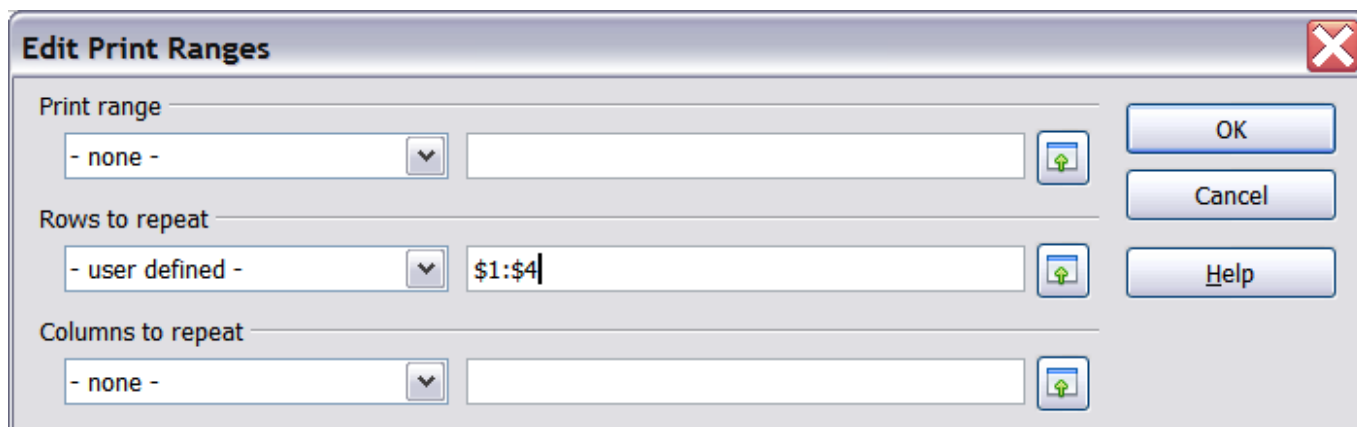 Edit Print Ranges
Print range
- none -
OK
Cancel
Rows to repeat
- user defined -
$1:$4
Help
Columns to repeat
- none -